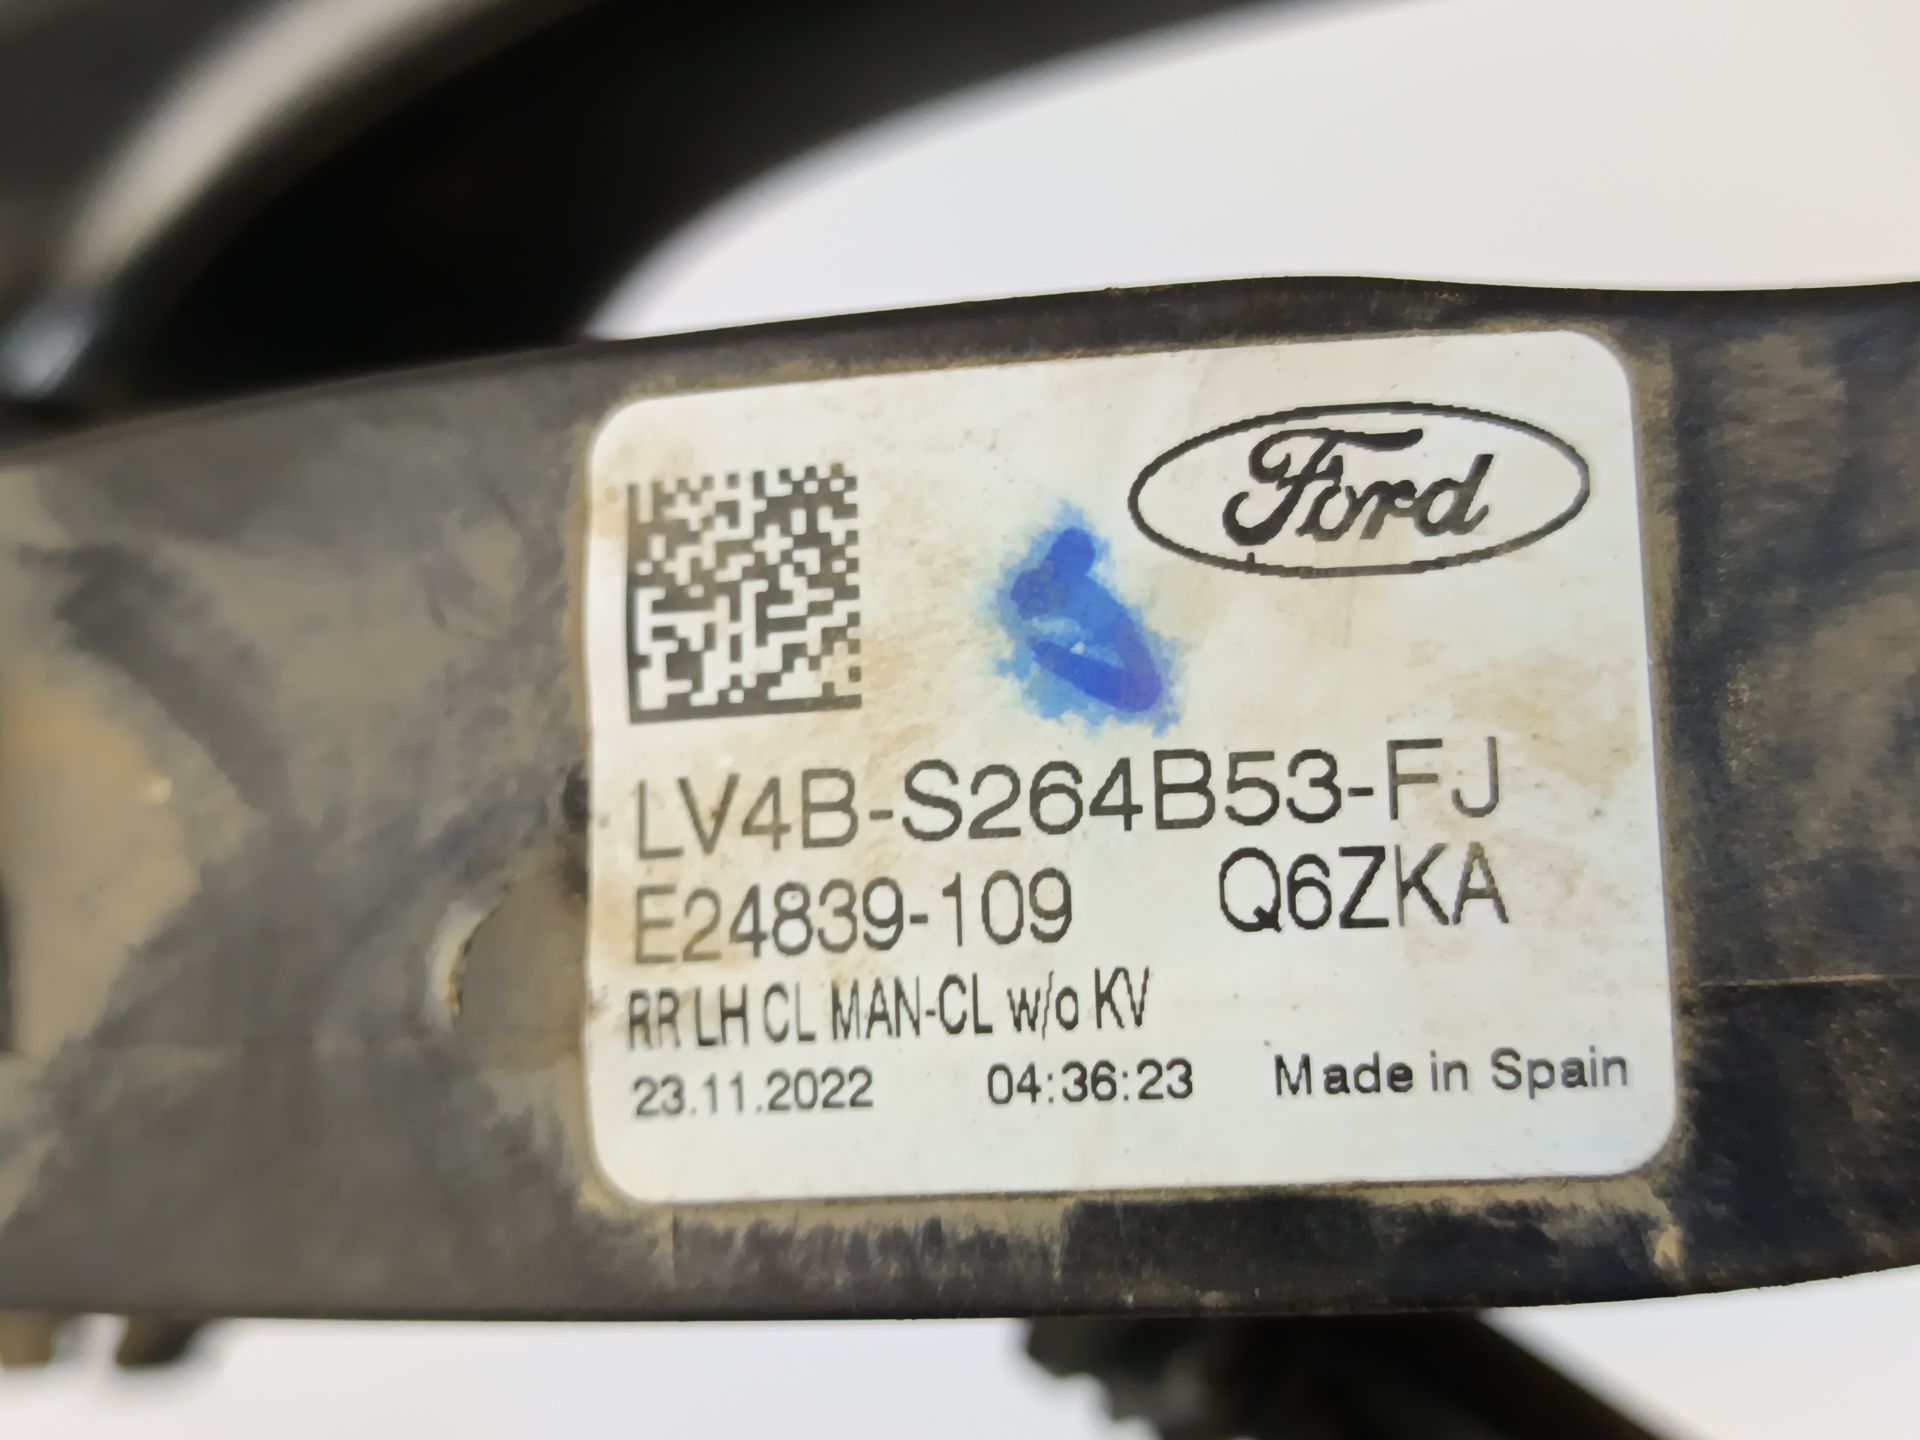 Ford
LV4B-S264B53-FJ
E24839-109 Q6ZKA
RR LH CL MAN-CL w/o KV
23.11.2022 04:36:23 Made in Spain